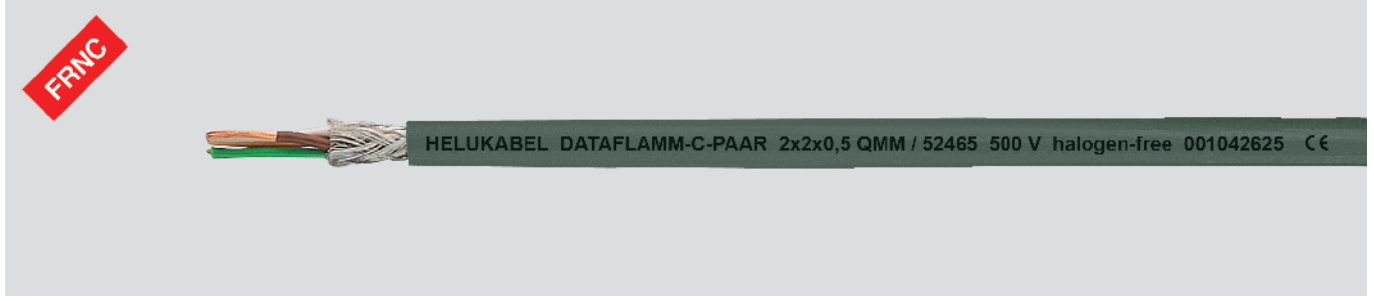 FRNC
HELUKABEL DATAFLAMM-C-PAAR 2x2x0,5 QMM / 52465 500 V halogen-free 001042625 CE